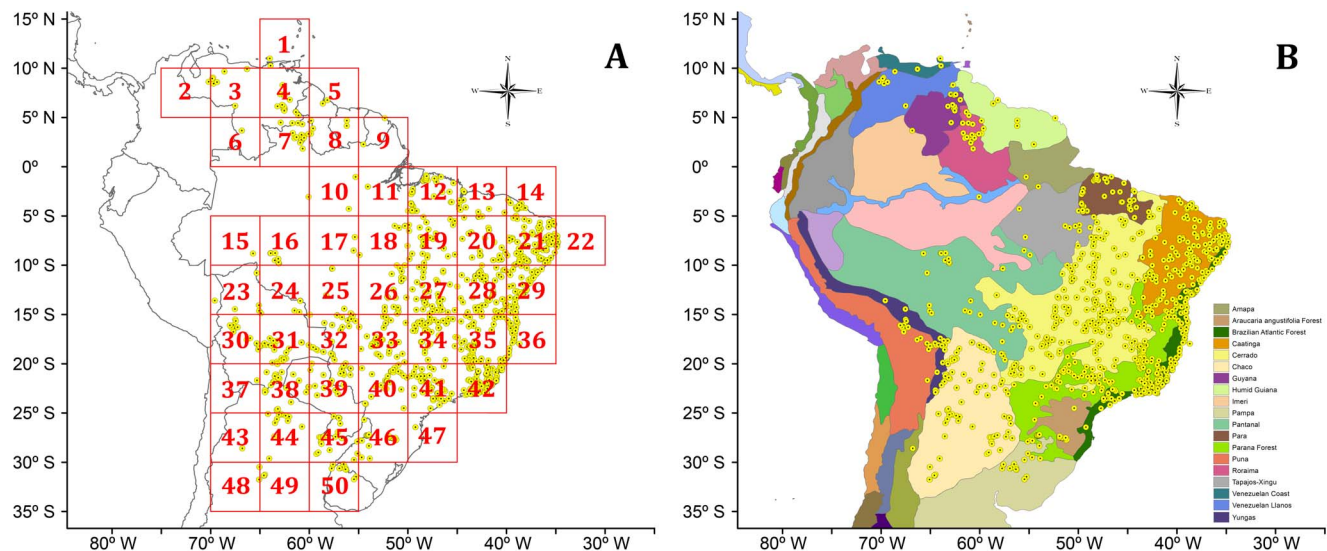 A
N
W E
S
15º N
10º N
5º N
0º
5º S
10º S
15º S
20º S
25º S
30º S
35º S
1
2 3 4 5
6 7 8 9
10 11 12 13 14
15 16 17 18 19 20 21 22
23 24 25 26 27 28 29
30 31 32 33 34 35 36
37 38 39 40 41 42
43 44 45 46 47
48 49 50
80º W 70º W 60º W 50º W 40º W 30º W
B
N
W E
S
15º N
10º N
5º N
0º
5º S
10º S
15º S
20º S
25º S
30º S
35º S
Amapa
Araucaria angustifolia Forest
Brazilian Atlantic Forest
Caatinga
Cerrado
Chaco
Guyana
Humid Guiana
Imeri
Pampa
Pantanal
Para
Parana Forest
Puna
Roraima
Tapajos-Xingu
Venezuelan Coast
Venezuelan Llanos
Yungas
80º W 70º W 60º W 50º W 40º W 30º W